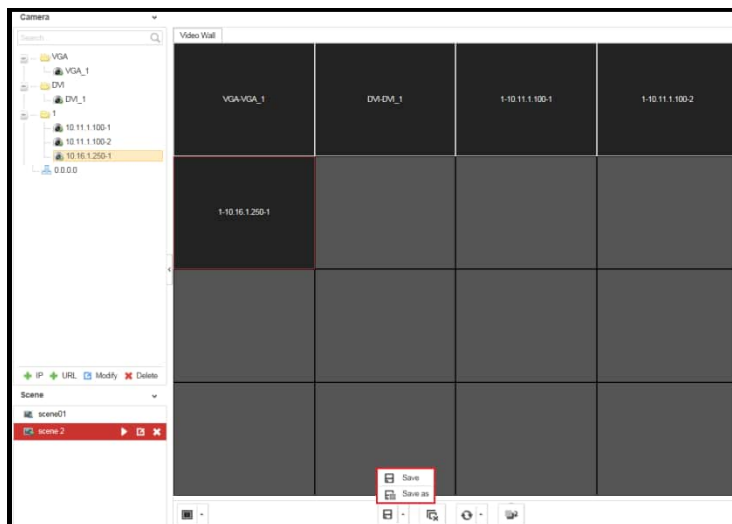 Camera
Search
VGA
VGA_1
DVI
DVI_1
1
10.11.1.100-1
10.11.1.100-2
10.16.1.250-1
0.0.0.0
IP URL Modify Delete
Scene
scene01
scene 2
Video Wall
VGA-VGA_1 DVI-DVI_1 1-10.11.1.100-1 1-10.11.1.100-2
1-10.16.1.250-1
Save
Save as